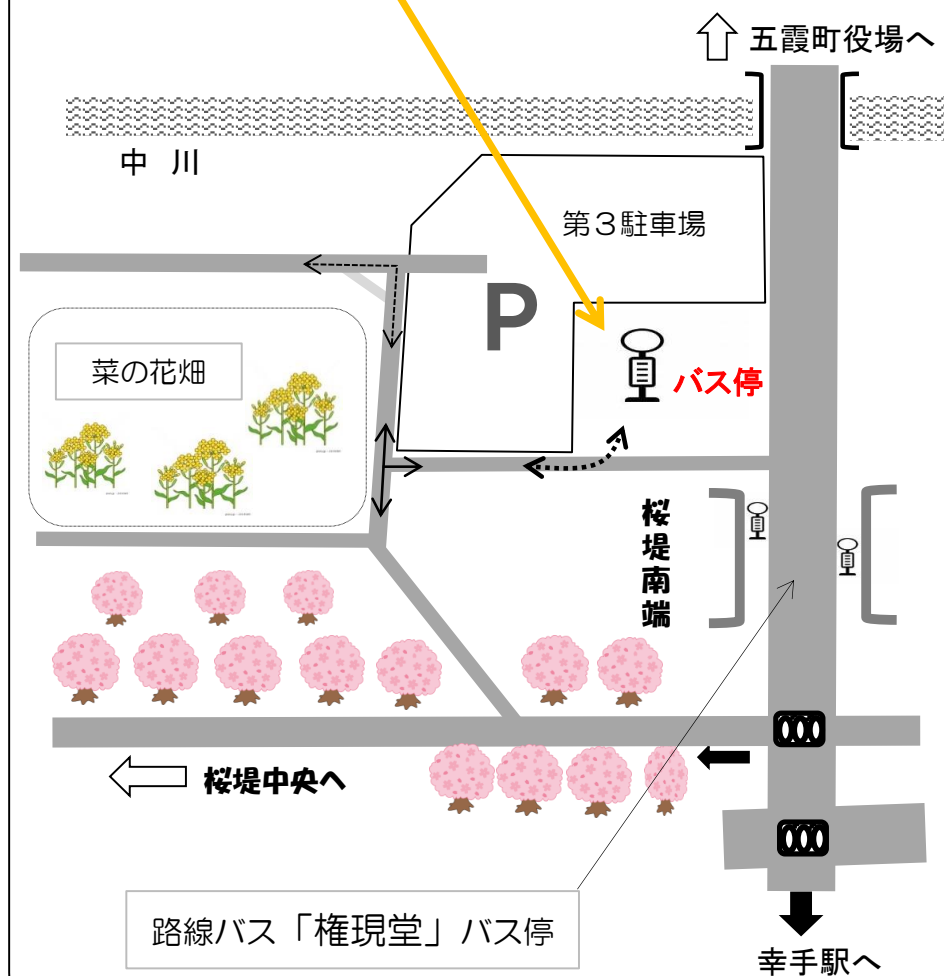 五霞町役場へ
中 川
第３駐車場
P
菜の花畑
バス停
桜堤南端
桜堤中央へ
路線バス「権現堂」バス停
幸手駅へ